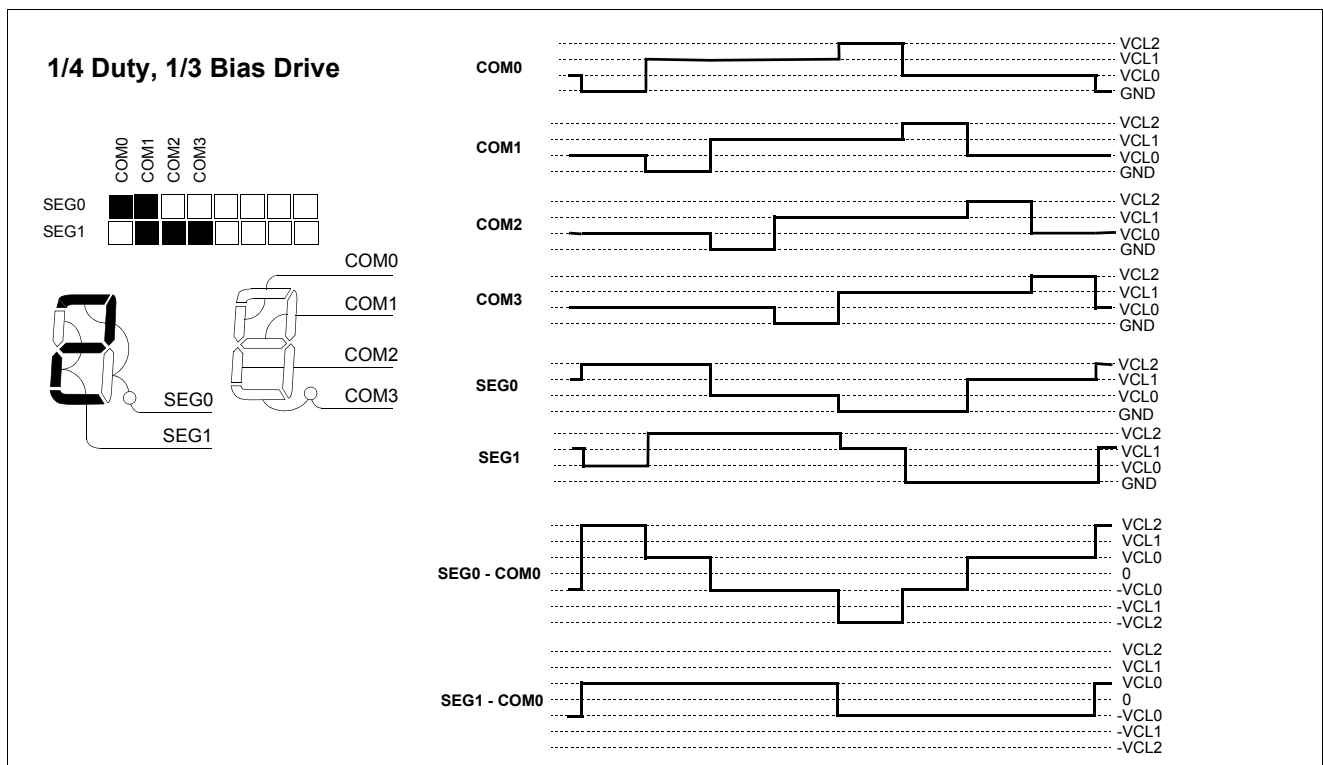 1/4 Duty, 1/3 Bias Drive
COM0
COM1
COM2
COM3
SEG0
SEG1
COM0
COM1
COM2
COM3
SEG0
SEG1
COM0
VCL2
VCL1
VCL0
GND
COM1
VCL2
VCL1
VCL0
GND
COM2
VCL2
VCL1
VCL0
GND
COM3
VCL2
VCL1
VCL0
GND
SEG0
VCL2
VCL1
VCL0
GND
SEG1
VCL2
VCL1
VCL0
GND
SEG0 - COM0
VCL2
VCL1
VCL0
0
-VCL0
-VCL1
-VCL2
SEG1 - COM0
VCL2
VCL1
VCL0
0
-VCL0
-VCL1
-VCL2